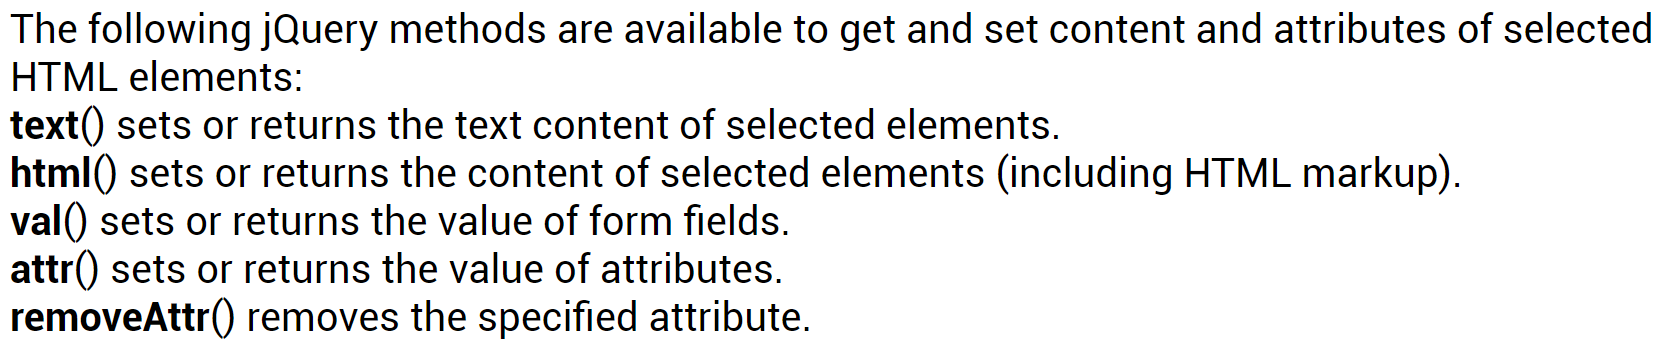 The following jQuery methods are available to get and set content and attributes of selected
HTML elements:
text() sets or returns the text content of selected elements.
html() sets or returns the content of selected elements (including HTML markup).
val() sets or returns the value of form fields.
attr() sets or returns the value of attributes.
removeAttr() removes the specified attribute.